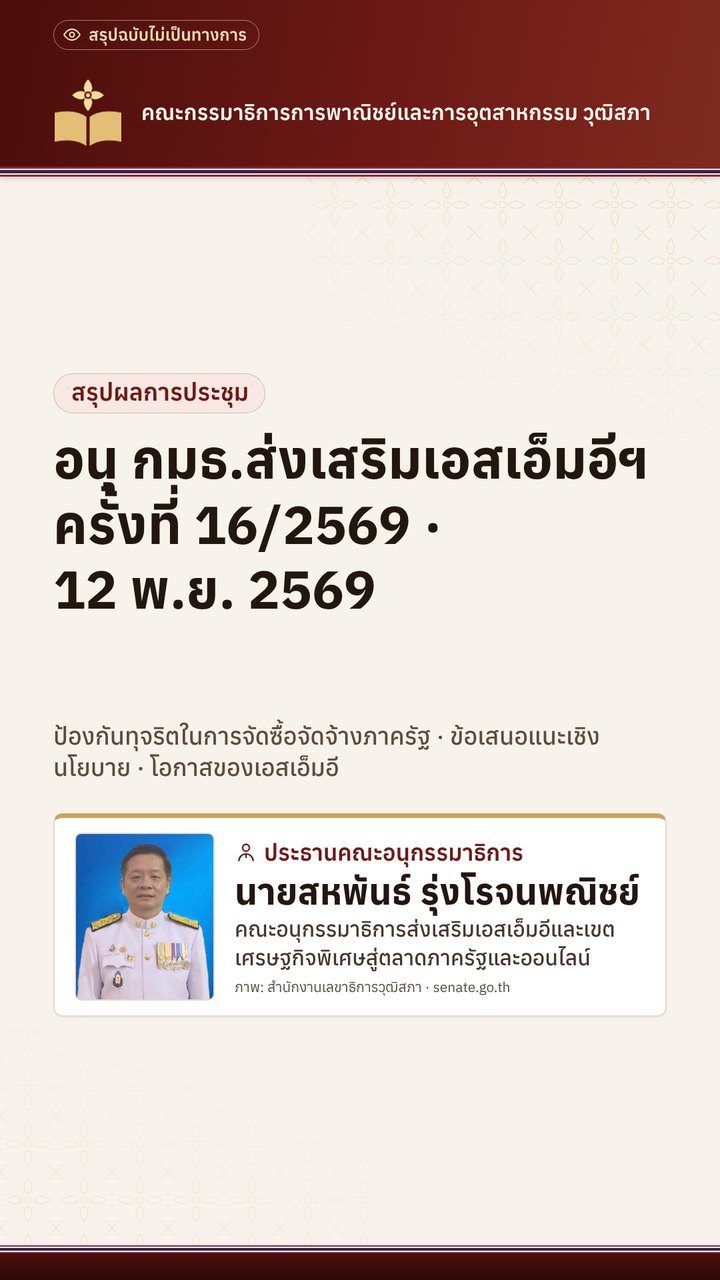 สรุปฉบับไม่เป็นทางการ
คณะกรรมาธิการการพาณิชย์และการอุตสาหกรรม วุฒิสภา
สรุปผลการประชุม
อนุ กมธ.ส่งเสริมเอสเอ็มอีฯ
ครั้งที่ 16/2569 ·
12 พ.ย. 2569
ป้องกันทุจริตในการจัดซื้อจัดจ้างภาครัฐ · ข้อเสนอแนะเชิง
นโยบาย · โอกาสของเอสเอ็มอี
ประธานคณะอนุกรรมาธิการ
นายสหพันธ์ รุ่งโรจนพณิชย์
คณะอนุกรรมาธิการส่งเสริมเอสเอ็มอีและเขต
เศรษฐกิจพิเศษสู่ตลาดภาครัฐและออนไลน์
ภาพ: สำนักงานเลขาธิการวุฒิสภา · senate.go.th